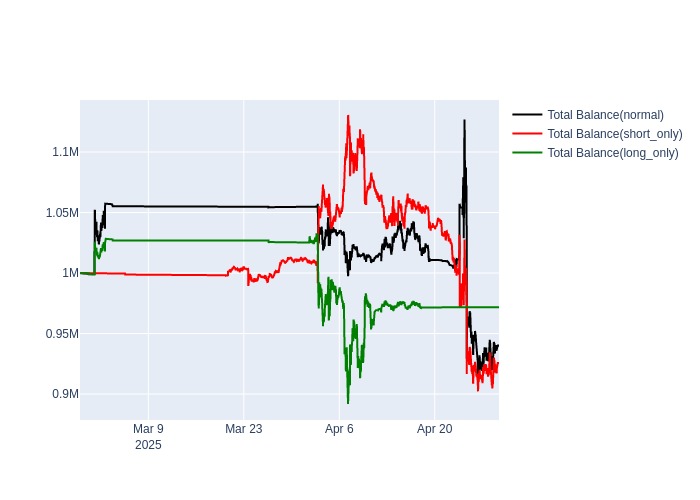 Total Balance(normal)
Total Balance(short_only)
Total Balance(long_only)
1.1M
1.05M
1M
0.95M
0.9M
Mar 9
2025
Mar 23
Apr 6
Apr 20